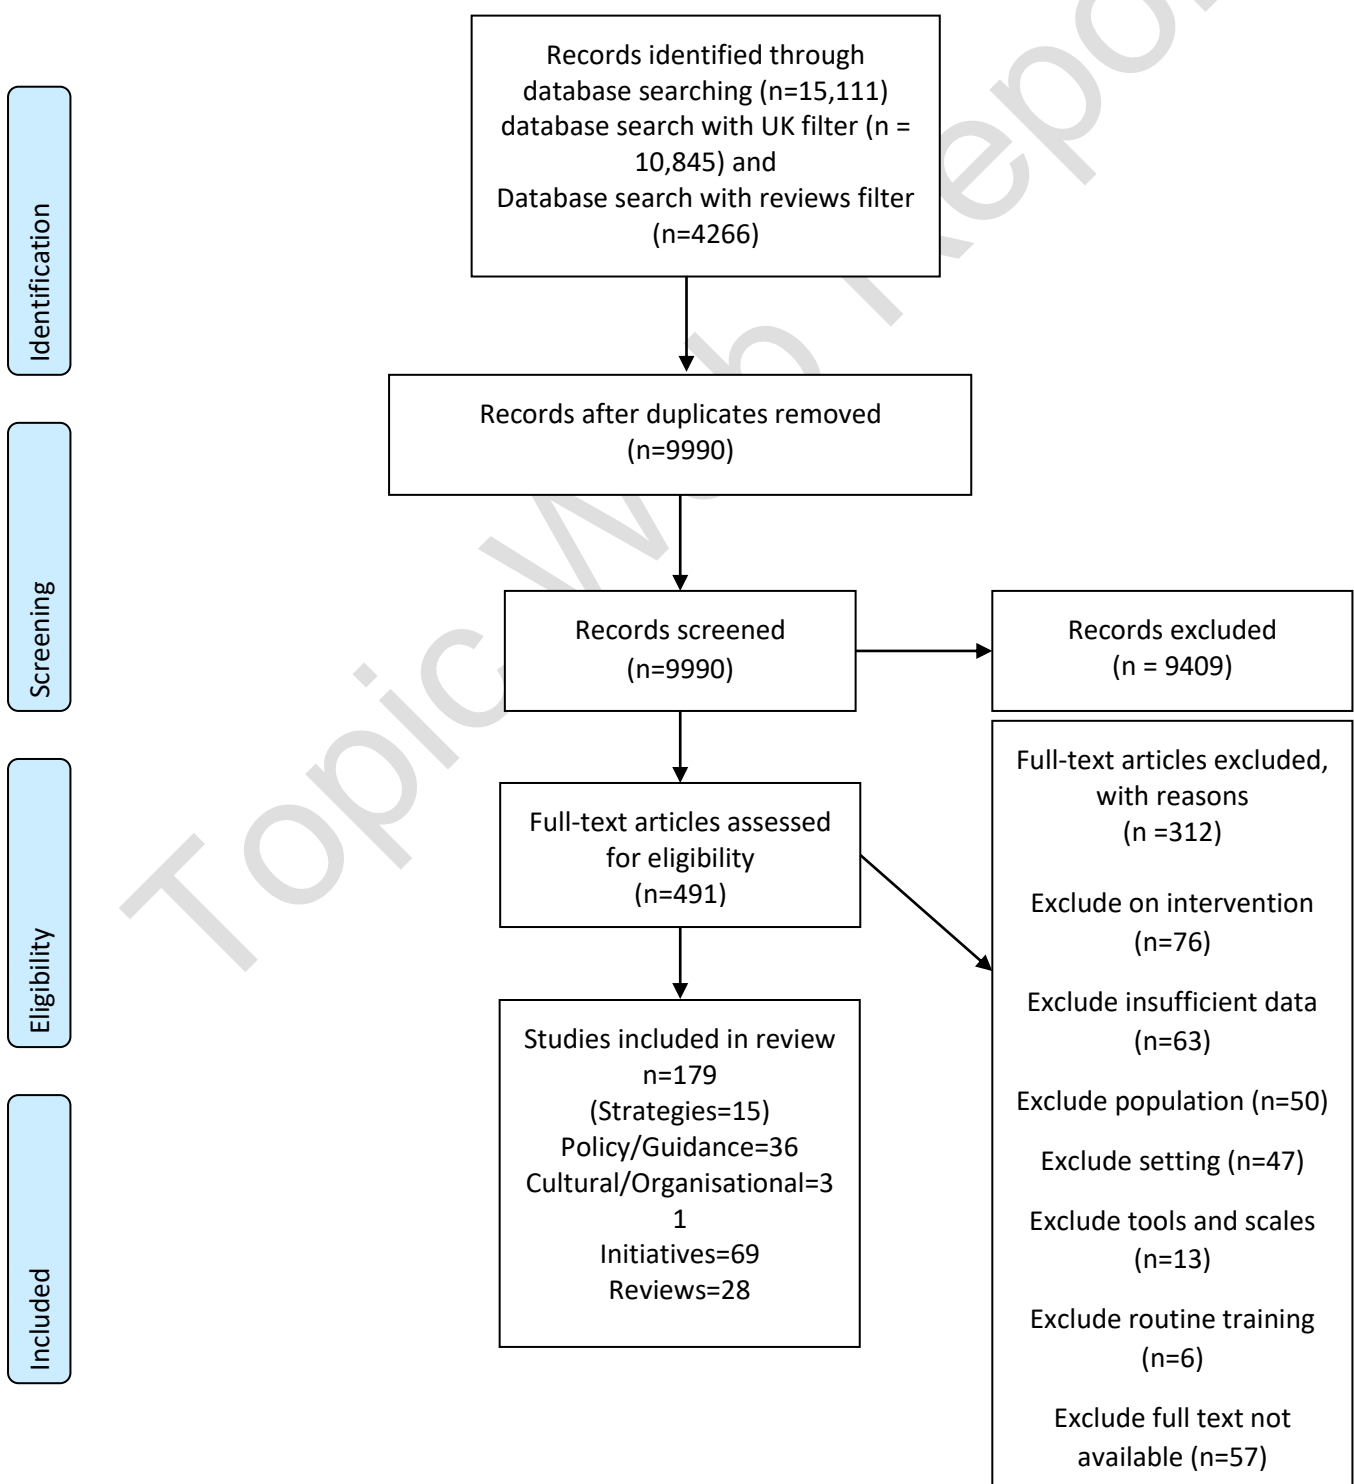 Records identified through
database searching (n=15,111)
database search with UK filter (n =
10,845) and
Database search with reviews filter
(n=4266)
Identification
Records after duplicates removed
(n=9990)
Screening
Records screened
(n=9990)
Records excluded
(n = 9409)
Eligibility
Full-text articles assessed
for eligibility
(n=491)
Full-text articles excluded,
with reasons
(n =312)
Exclude on intervention
(n=76)
Exclude insufficient data
(n=63)
Exclude population (n=50)
Exclude setting (n=47)
Exclude tools and scales
(n=13)
Exclude routine training
(n=6)
Exclude full text not
available (n=57)
Included
Studies included in review
n=179
(Strategies=15)
Policy/Guidance=36
Cultural/Organisational=3
1
Initiatives=69
Reviews=28
Topic